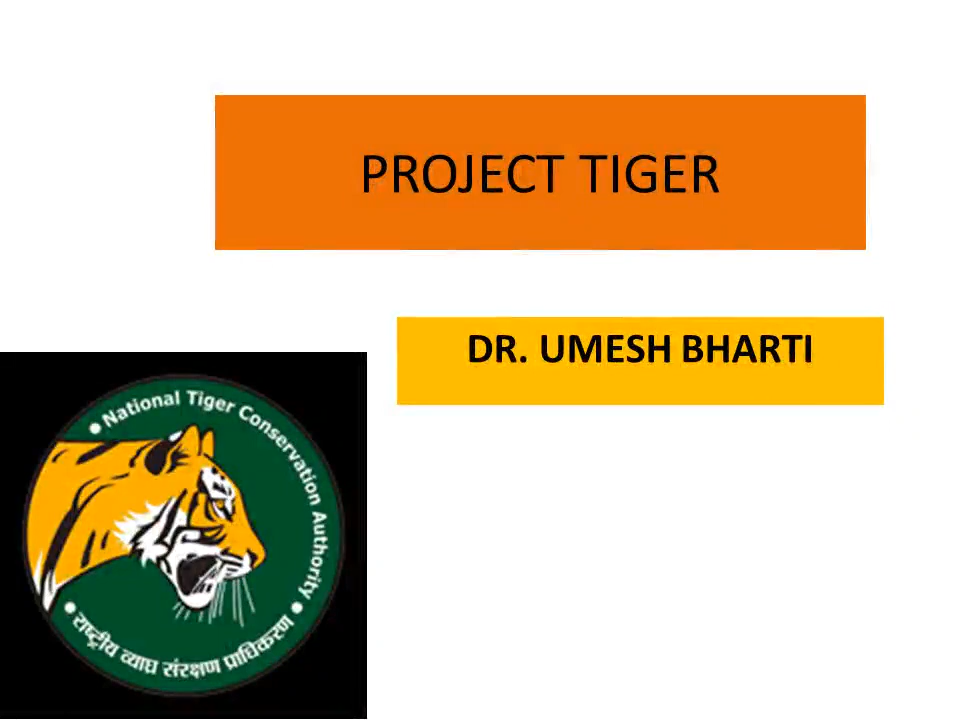 PROJECT TIGER
DR. UMESH BHARTI
National Tiger Conservation Authority
राष्ट्रीय व्याघ्र संरक्षण प्राधिकरण